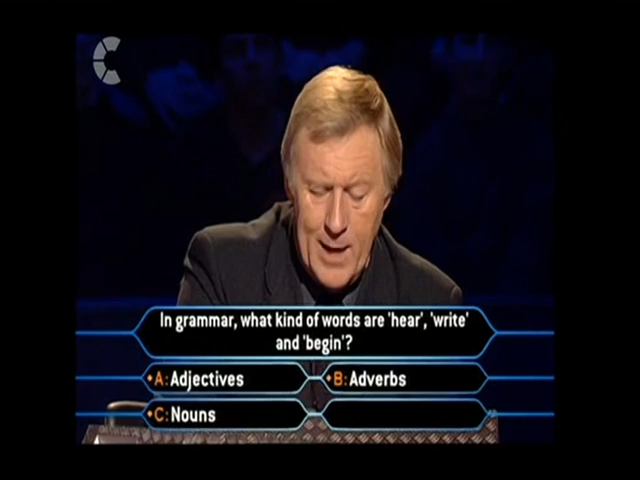 In grammar, what kind of words are 'hear', 'write'
and 'begin'?
A: Adjectives
B: Adverbs
C: Nouns